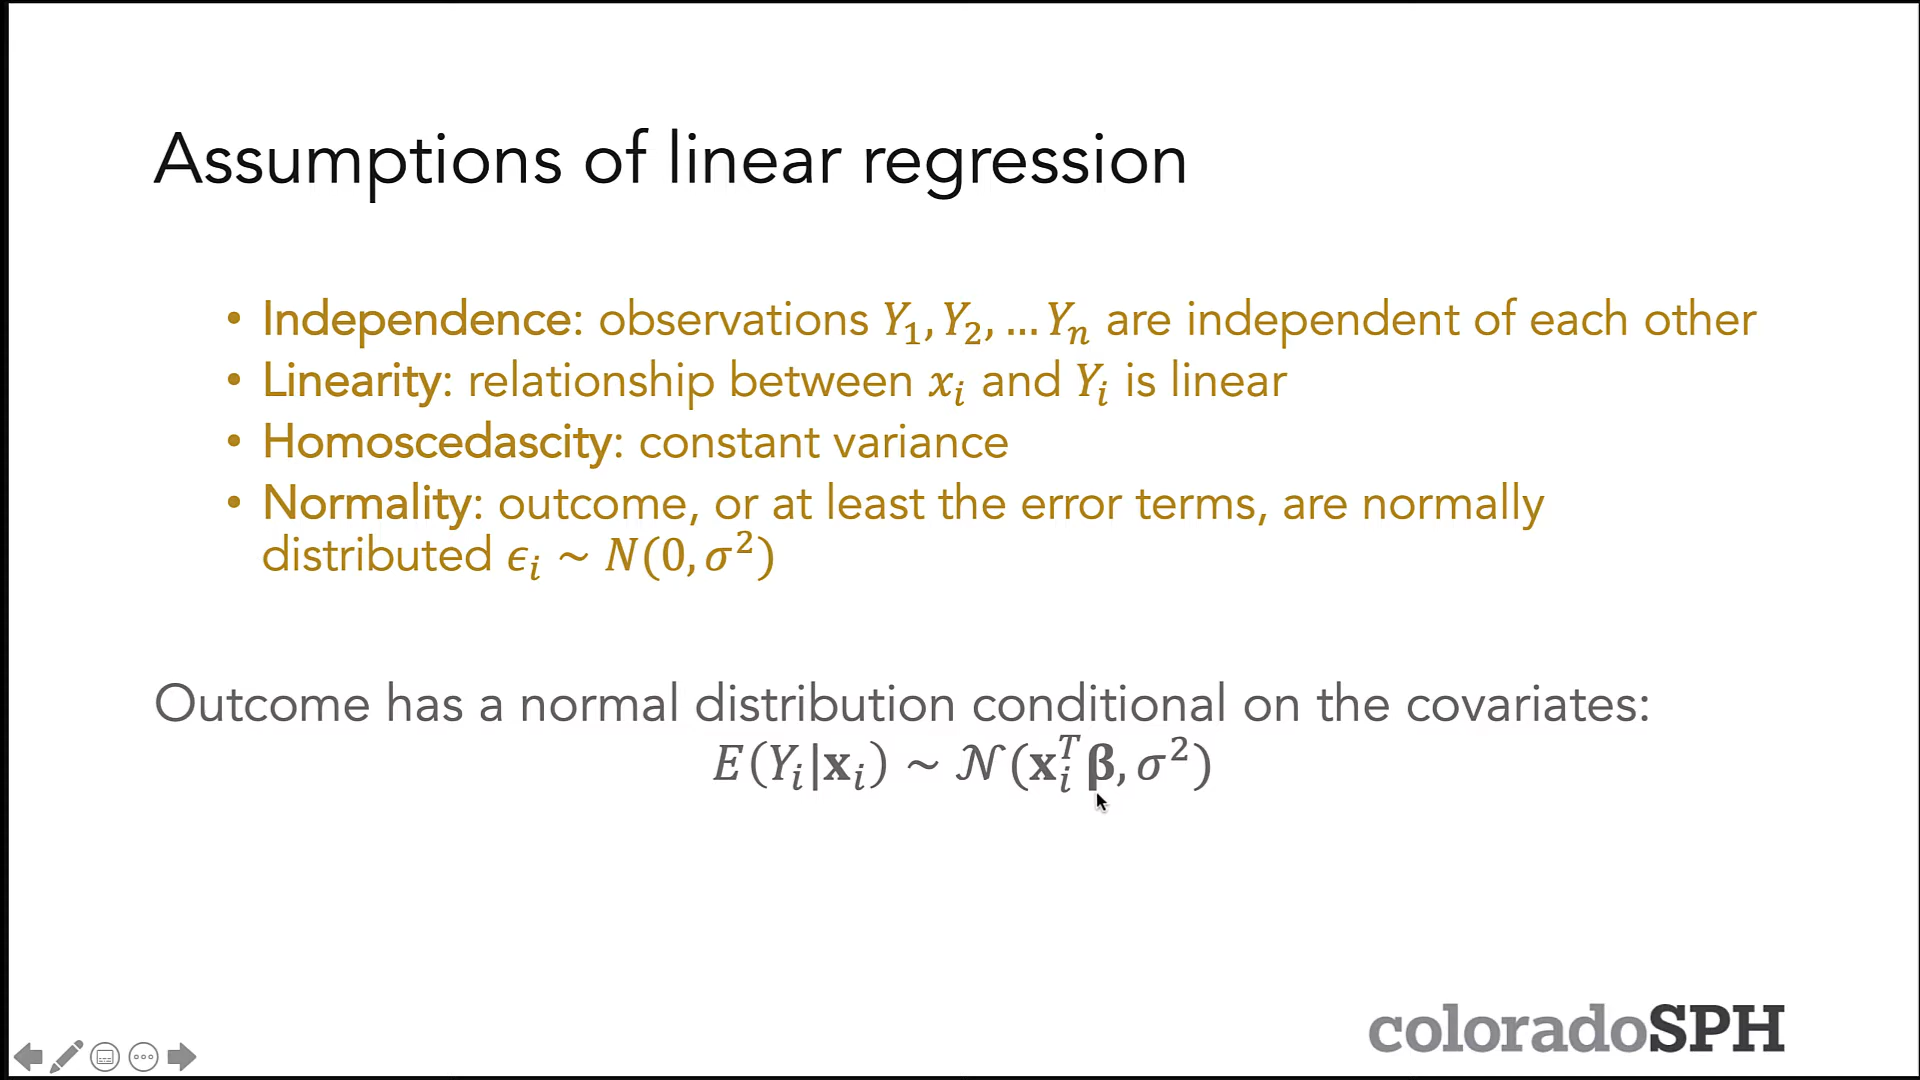 Assumptions of linear regression
• Independence: observations Y₁, Y₂, … Yₙ are independent of each other
• Linearity: relationship between xᵢ and Yᵢ is linear
• Homoscedascity: constant variance
• Normality: outcome, or at least the error terms, are normally
distributed ϵᵢ ~ N(0, σ²)
Outcome has a normal distribution conditional on the covariates:
E(Yᵢ|𝐱ᵢ) ~ 𝒩(𝐱ᵢᵀ𝛃, σ²)
coloradoSPH